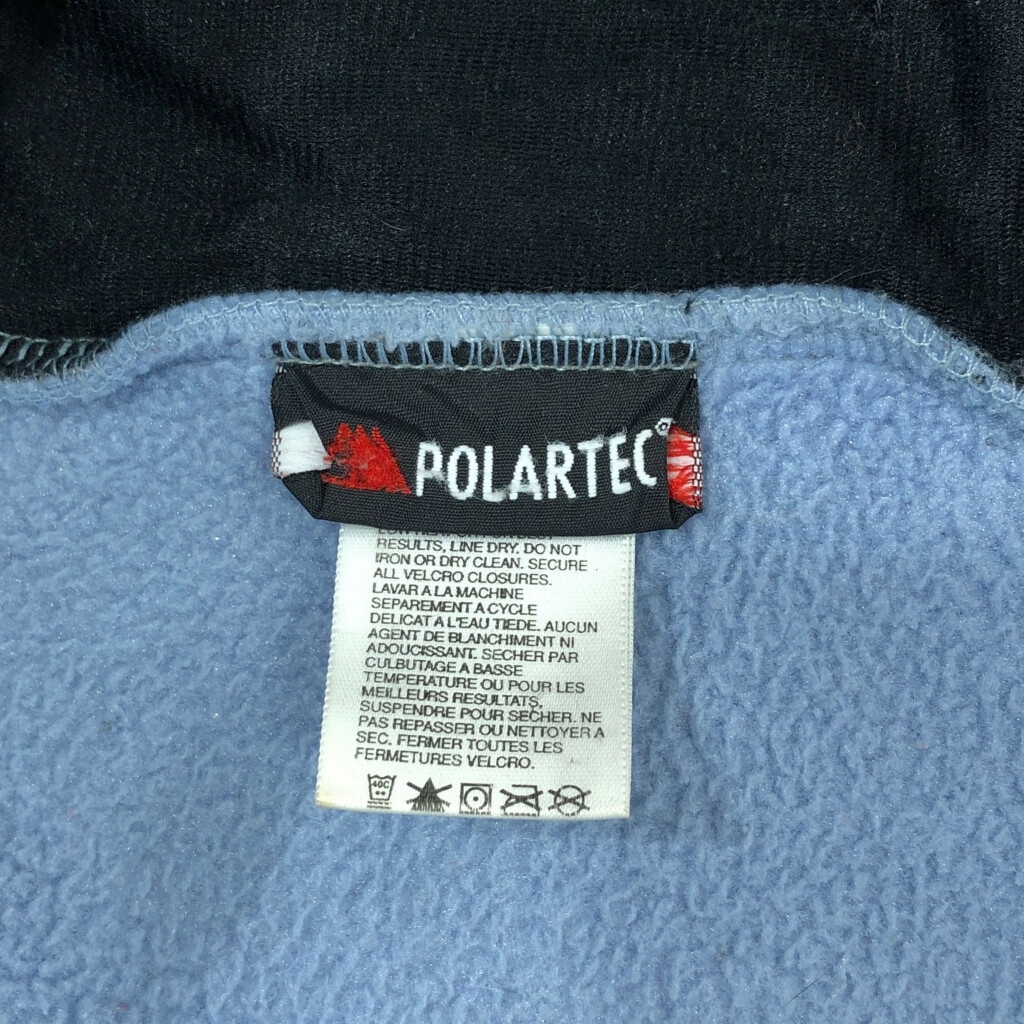 POLARTEC®
RESULTS, LINE DRY. DO NOT
IRON OR DRY CLEAN. SECURE
ALL VELCRO CLOSURES.
LAVAR A LA MACHINE
SEPAREMENT A CYCLE
DELICAT A L'EAU TIEDE. AUCUN
AGENT DE BLANCHIMENT NI
ADOUCISSANT. SECHER PAR
CULBUTAGE A BASSE
TEMPERATURE OU POUR LES
MEILLEURS RESULTATS,
SUSPENDRE POUR SECHER. NE
PAS REPASSER OU NETTOYER A
SEC. FERMER TOUTES LES
FERMETURES VELCRO.
40C